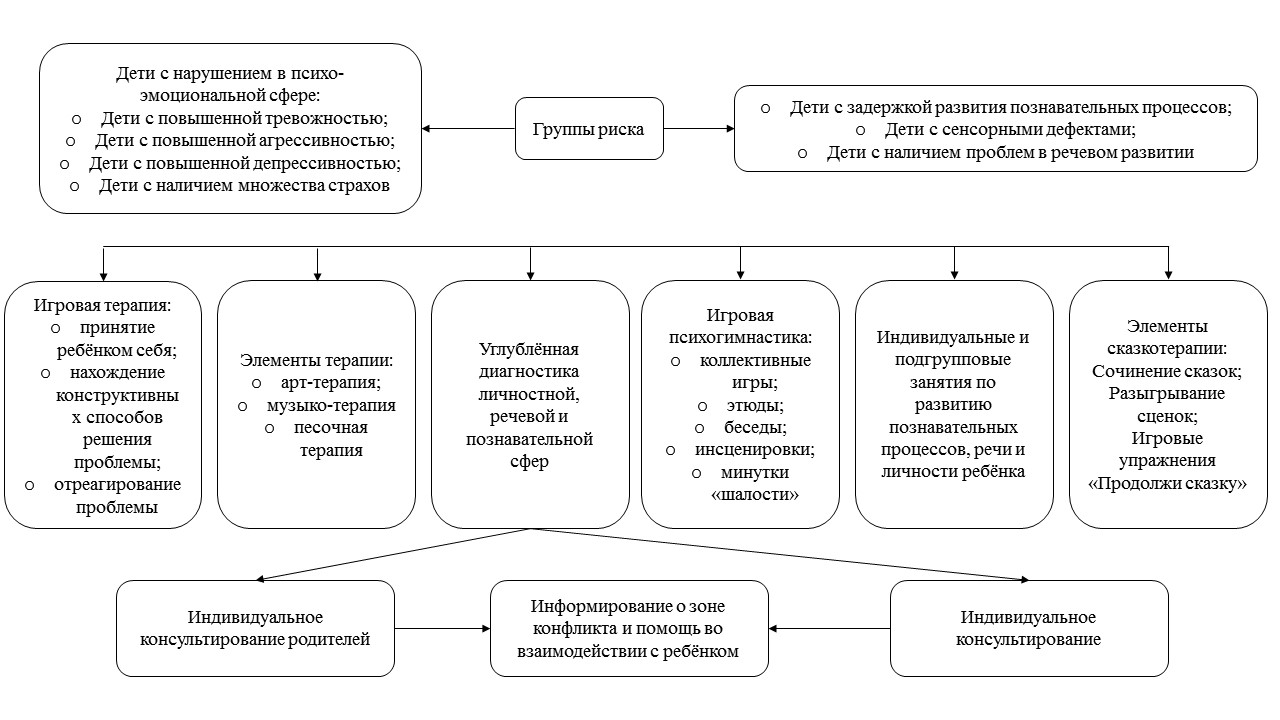 Дети с нарушением в психо-
эмоциональной сфере:
o Дети с повышенной тревожностью;
o Дети с повышенной агрессивностью;
o Дети с повышенной депрессивностью;
o Дети с наличием множества страхов
Группы риска
o Дети с задержкой развития познавательных процессов;
o Дети с сенсорными дефектами;
o Дети с наличием проблем в речевом развитии
Игровая терапия:
o принятие
ребёнком себя;
o нахождение
конструктивны
х способов
решения
проблемы;
o отреагирование
проблемы
Элементы терапии:
o арт-терапия;
o музыко-терапия
o песочная
терапия
Углублённая
диагностика
личностной,
речевой и
познавательной
сфер
Игровая
психогимнастика:
o коллективные
игры;
o этюды;
o беседы;
o инсценировки;
o минутки
«шалости»
Индивидуальные и
подгрупповые
занятия по
развитию
познавательных
процессов, речи и
личности ребёнка
Элементы
сказкотерапии:
Сочинение сказок;
Разыгрывание
сценок;
Игровые
упражнения
«Продолжи сказку»
Индивидуальное
консультирование родителей
Информирование о зоне
конфликта и помощь во
взаимодействии с ребёнком
Индивидуальное
консультирование